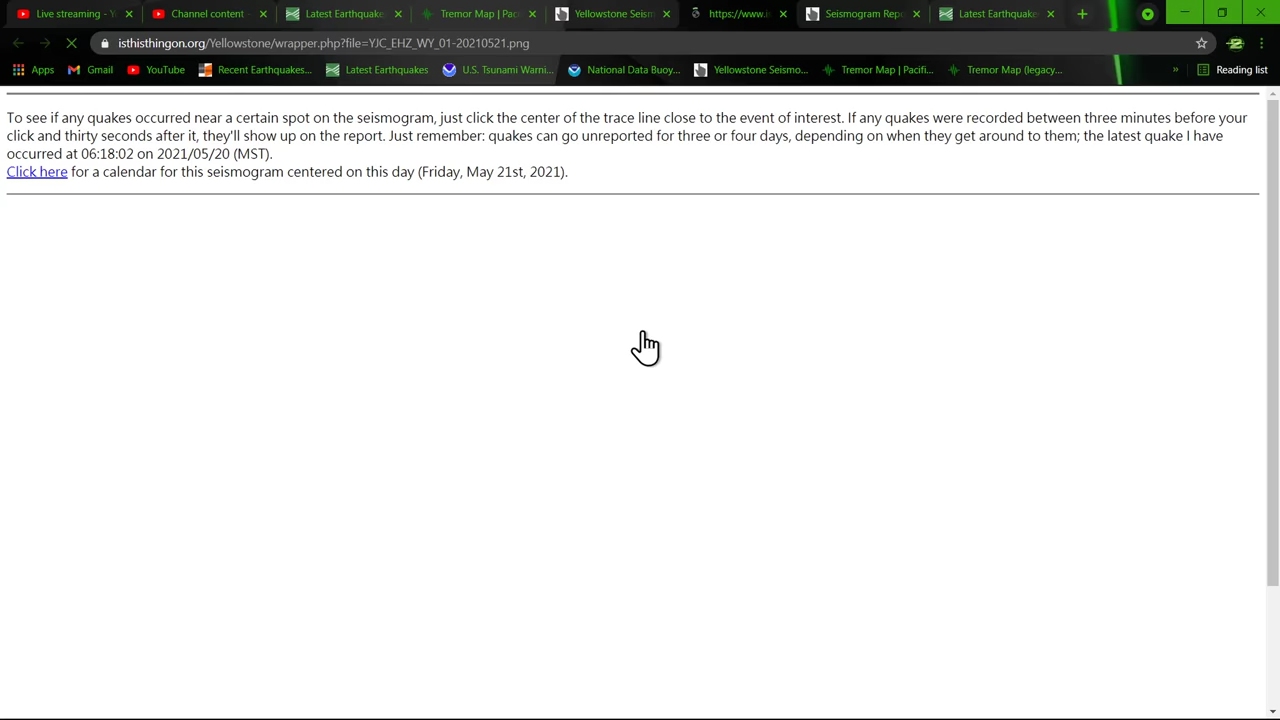 Live streaming - Y
Channel content -
Latest Earthquake
Tremor Map | Pac
Yellowstone Seism
https://www.i
Seismogram Repo
Latest Earthquake
isthisthingon.org/Yellowstone/wrapper.php?file=YJC_EHZ_WY_01-20210521.png
Apps
Gmail
YouTube
Recent Earthquakes...
Latest Earthquakes
U.S. Tsunami Warni...
National Data Buoy...
Yellowstone Seismo...
Tremor Map | Pacifi...
Tremor Map (legacy...
»
Reading list
To see if any quakes occurred near a certain spot on the seismogram, just click the center of the trace line close to the event of interest. If any quakes were recorded between three minutes before your
click and thirty seconds after it, they'll show up on the report. Just remember: quakes can go unreported for three or four days, depending on when they get around to them; the latest quake I have
occurred at 06:18:02 on 2021/05/20 (MST).
Click here for a calendar for this seismogram centered on this day (Friday, May 21st, 2021).